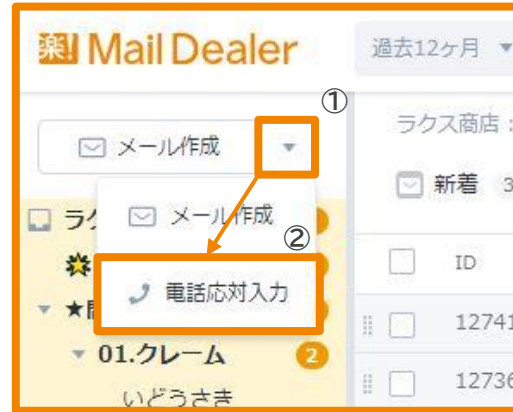 楽 Mail Dealer
過去12ヶ月
①
メール作成
ラクス商店：
メール作成
新着 3
ラク
②
電話応対入力
ID
★
12741
01.クレーム 2
12736
いどうさき